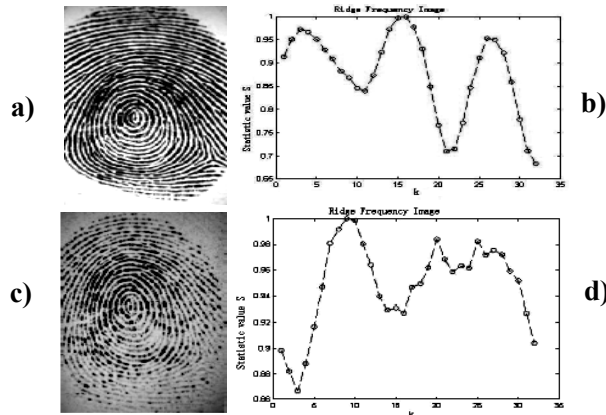 a)
Ridge Frequency Image
Statistic value S
1
0.95
0.9
0.85
0.8
0.75
0.7
0.65
0 5 10 15 20 25 30 35
k
b)
c)
Ridge Frequency Image
Statistic value S
1
0.98
0.96
0.94
0.92
0.9
0.88
0.86
0 5 10 15 20 25 30 35
k
d)